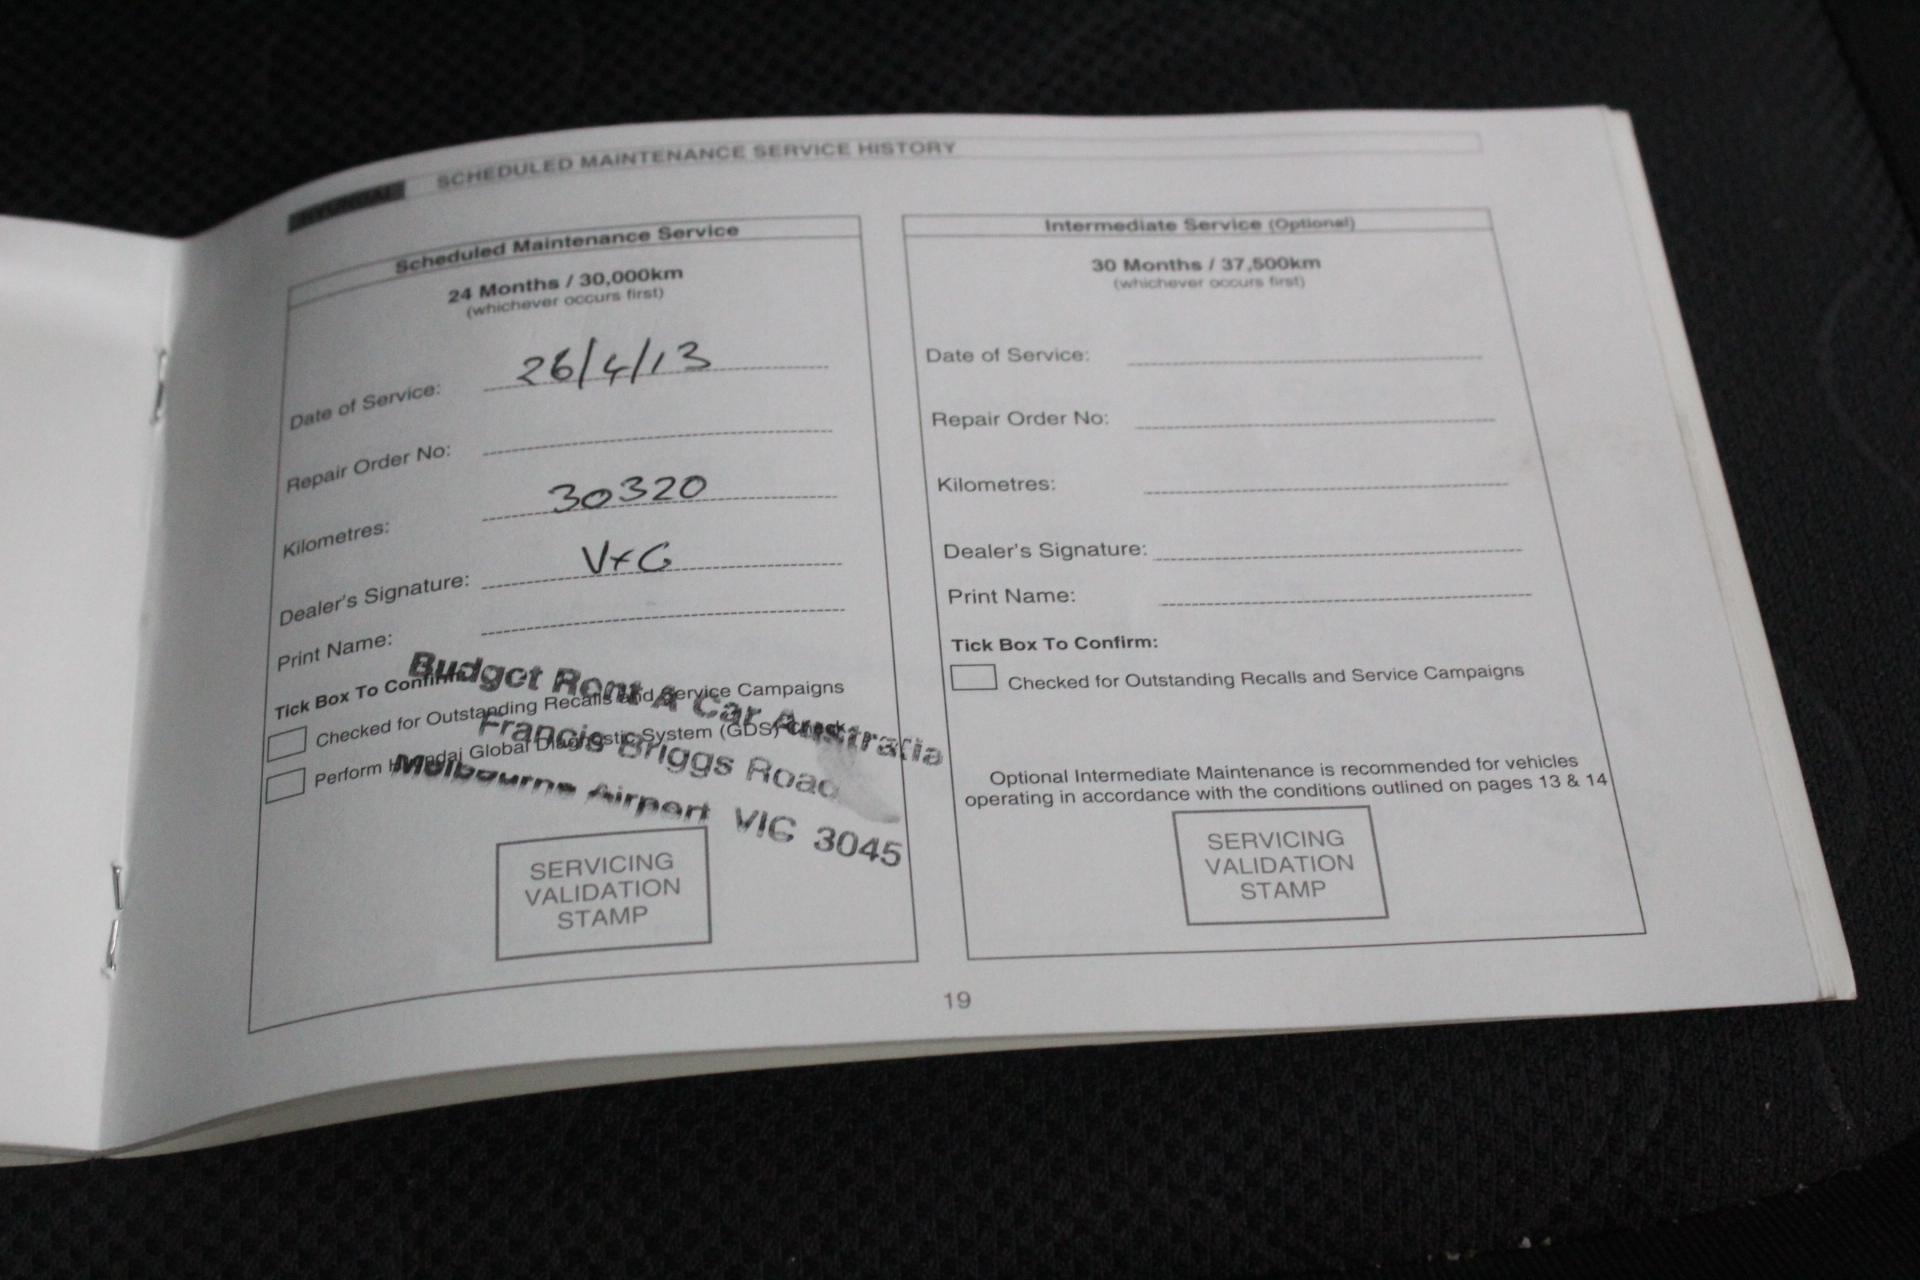 HYUNDAI
SCHEDULED MAINTENANCE SERVICE HISTORY
Scheduled Maintenance Service
24 Months / 30,000km
(whichever occurs first)
Date of Service: 26/4/13
Repair Order No:
Kilometres: 30320
Dealer's Signature:
Print Name:
Tick Box To Confirm:
Checked for Outstanding Recalls and Service Campaigns
Perform Hyundai Global Diagnostic System (GDS) check
Budget Rent A Car Australia
Francis Briggs Road
Melbourne Airport VIC 3045
SERVICING
VALIDATION
STAMP
Intermediate Service (Optional)
30 Months / 37,500km
(whichever occurs first)
Date of Service:
Repair Order No:
Kilometres:
Dealer's Signature:
Print Name:
Tick Box To Confirm:
Checked for Outstanding Recalls and Service Campaigns
Optional Intermediate Maintenance is recommended for vehicles
operating in accordance with the conditions outlined on pages 13 & 14
SERVICING
VALIDATION
STAMP
19